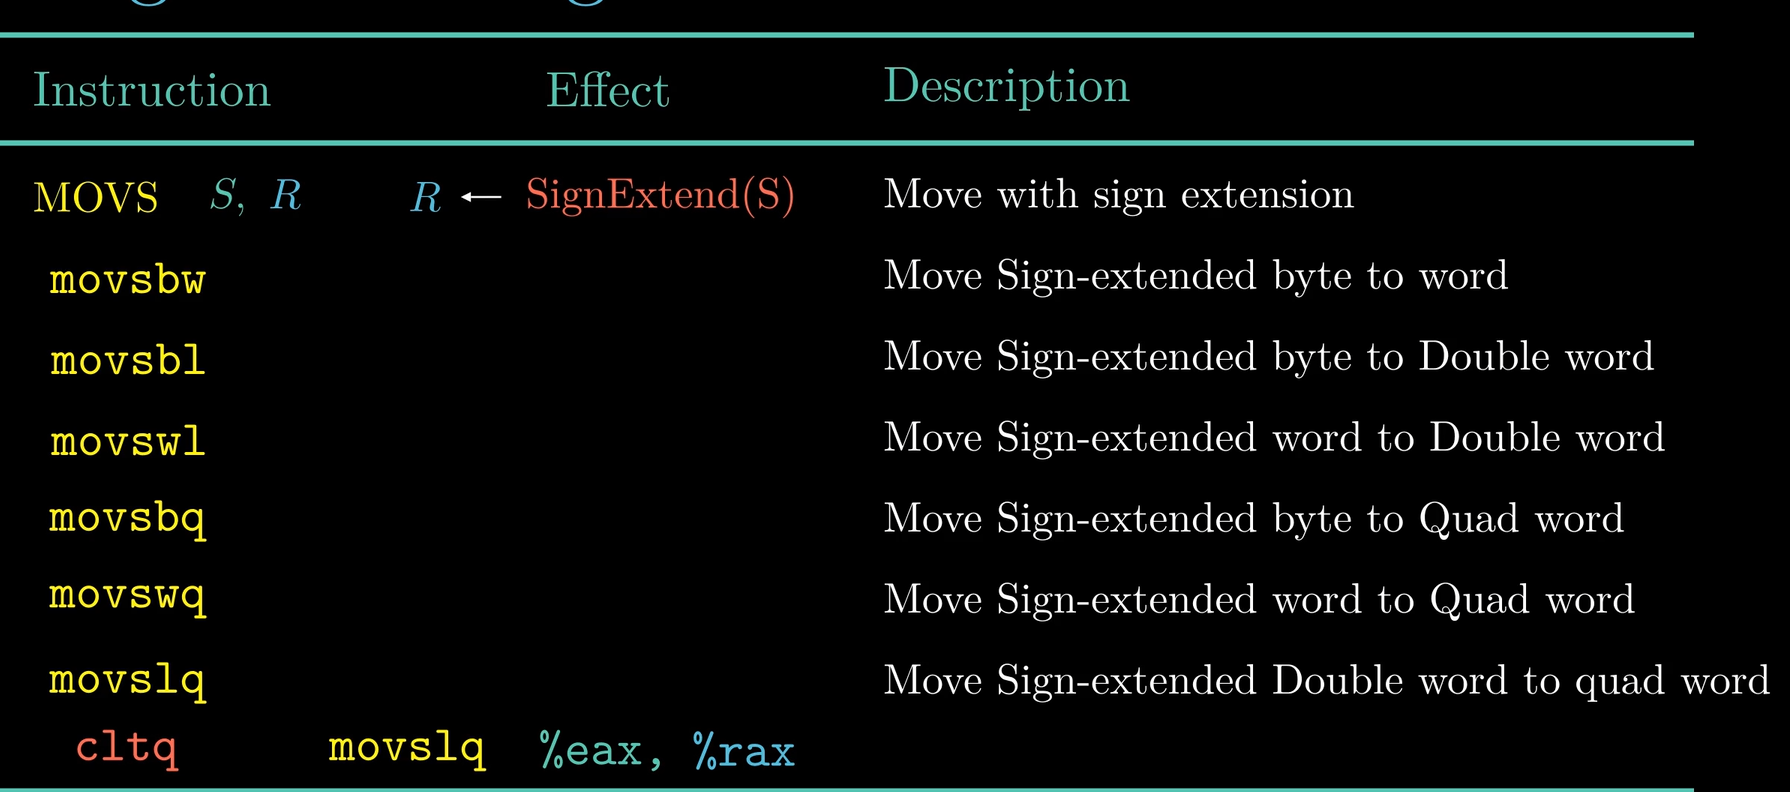 Instruction Effect Description
MOVS S, R R ← SignExtend(S) Move with sign extension
movsbw Move Sign-extended byte to word
movsbl Move Sign-extended byte to Double word
movswl Move Sign-extended word to Double word
movsbq Move Sign-extended byte to Quad word
movswq Move Sign-extended word to Quad word
movslq Move Sign-extended Double word to quad word
cltq movslq %eax, %rax